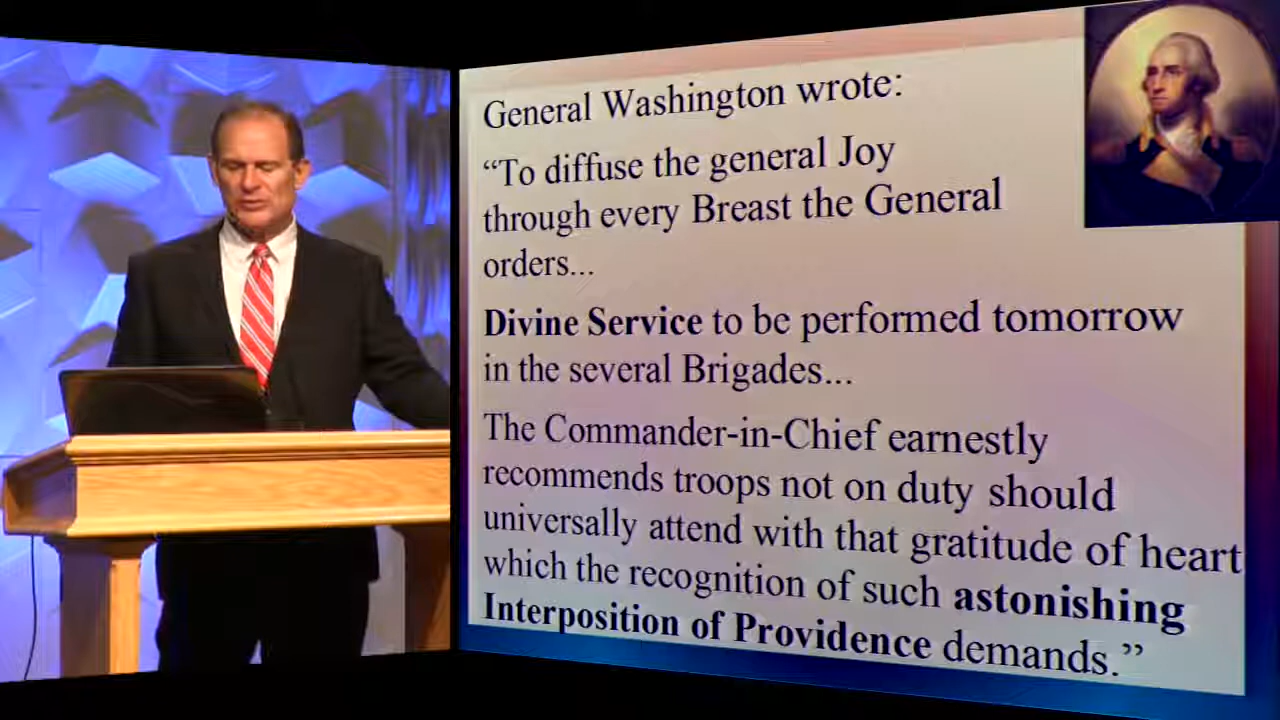 General Washington wrote:
“To diffuse the general Joy
through every Breast the General
orders...
Divine Service to be performed tomorrow
in the several Brigades...
The Commander-in-Chief earnestly
recommends troops not on duty should
universally attend with that gratitude of heart
which the recognition of such astonishing
Interposition of Providence demands.”